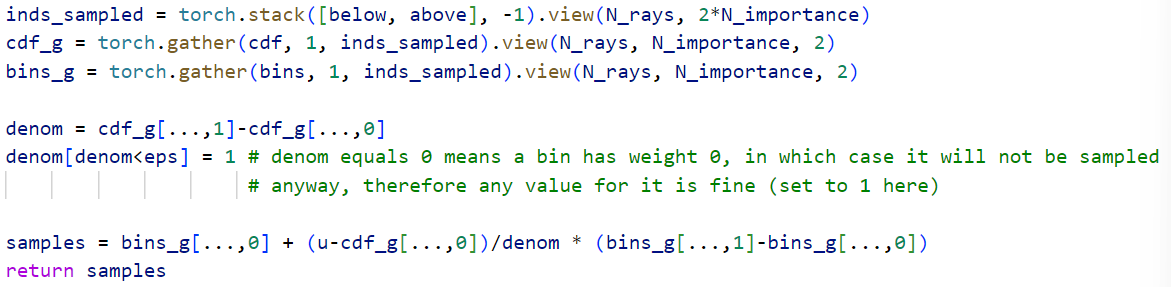 inds_sampled = torch.stack([below, above], -1).view(N_rays, 2*N_importance)
cdf_g = torch.gather(cdf, 1, inds_sampled).view(N_rays, N_importance, 2)
bins_g = torch.gather(bins, 1, inds_sampled).view(N_rays, N_importance, 2)
denom = cdf_g[...,1]-cdf_g[...,0]
denom[denom<eps] = 1 # denom equals 0 means a bin has weight 0, in which case it will not be sampled
# anyway, therefore any value for it is fine (set to 1 here)
samples = bins_g[...,0] + (u-cdf_g[...,0])/denom * (bins_g[...,1]-bins_g[...,0])
return samples